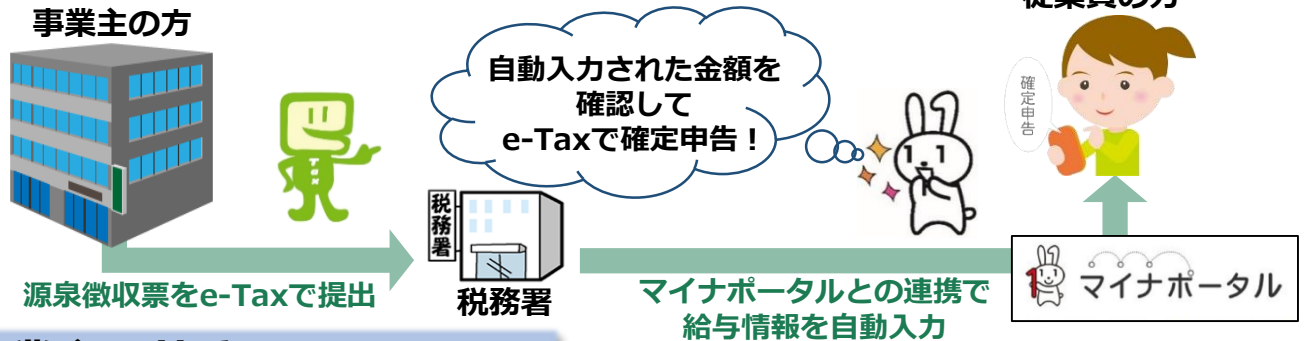 事業主の方
自動入力された金額を
確認して
e-Taxで確定申告！
確定申告
税務署
源泉徴収票をe-Taxで提出
税務署
マイナポータルとの連携で
給与情報を自動入力
マイナポータル